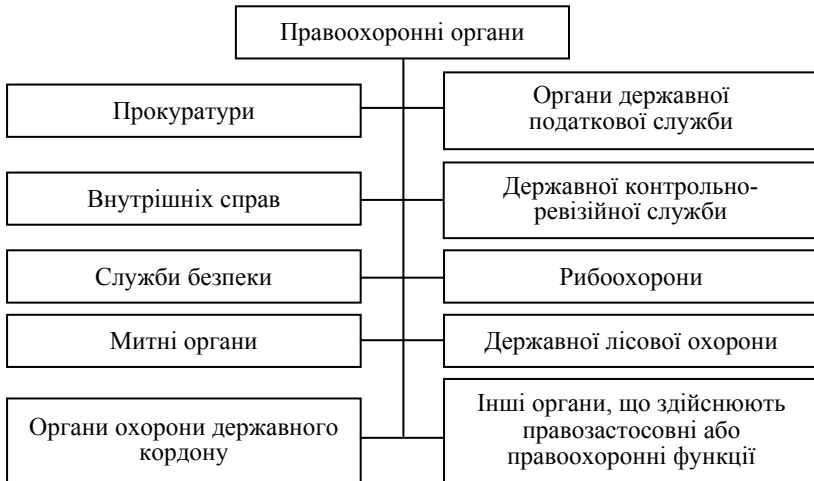 Правоохоронні органи
Прокуратури
Органи державної
податкової служби
Внутрішніх справ
Державної контрольно-
ревізійної служби
Служби безпеки
Рибоохорони
Митні органи
Державної лісової охорони
Органи охорони державного
кордону
Інші органи, що здійснюють
правозастосовні або
правоохоронні функції